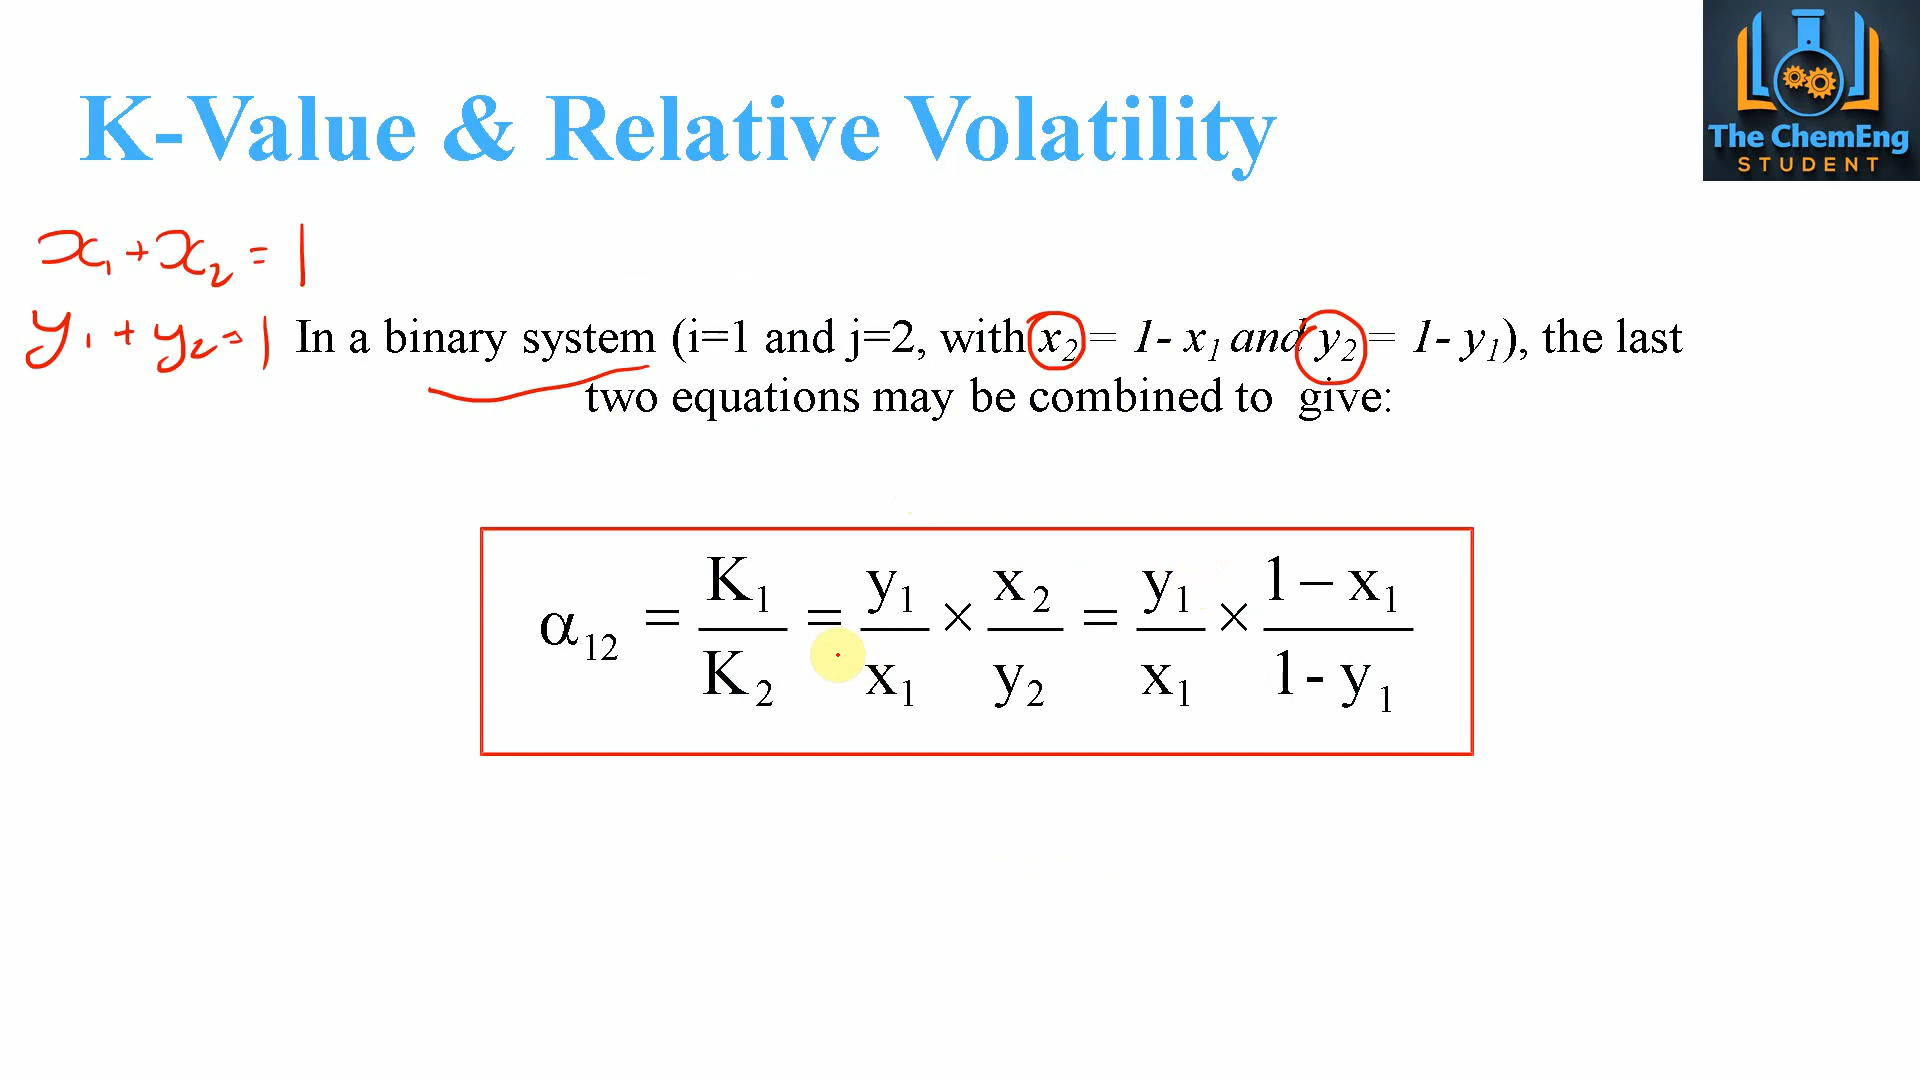 K-Value & Relative Volatility
The ChemEng
STUDENT
x₁ + x₂ = 1
y₁ + y₂ = 1
In a binary system (i=1 and j=2, with x₂ = 1- x₁ and y₂ = 1- y₁), the last
two equations may be combined to give:
α₁₂ = K₁/K₂ = y₁/x₁ × x₂/y₂ = y₁/x₁ × (1 – x₁)/(1 - y₁)